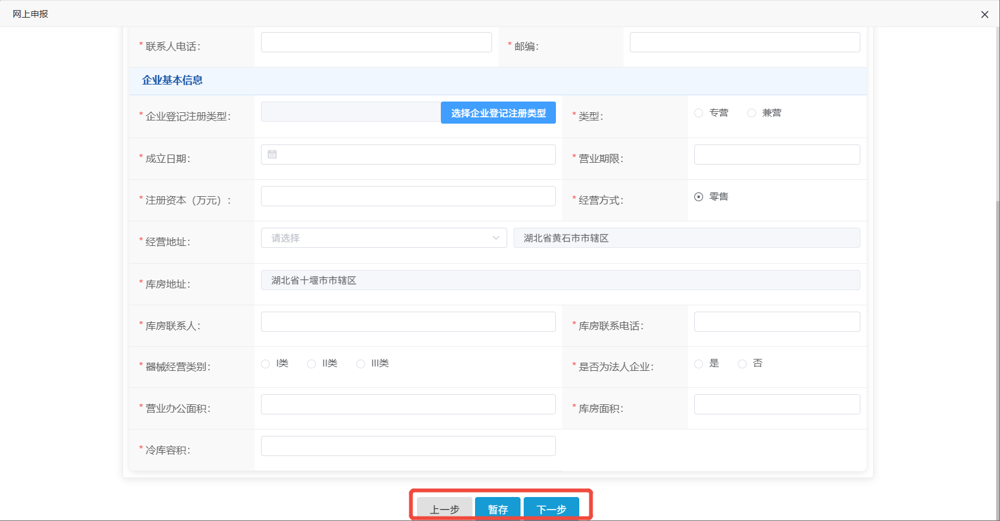 网上申报
* 联系人电话： * 邮编：
企业基本信息
* 企业登记注册类型： 选择企业登记注册类型 * 类型： 专营 兼营
* 成立日期： * 营业期限：
* 注册资本（万元）： * 经营方式： 零售
* 经营地址： 请选择 湖北省黄石市市辖区
* 库房地址： 湖北省十堰市市辖区
* 库房联系人： * 库房联系电话：
* 器械经营类别： I类 II类 III类 * 是否为法人企业： 是 否
* 营业办公面积： * 库房面积：
* 冷库容积：
上一步 暂存 下一步